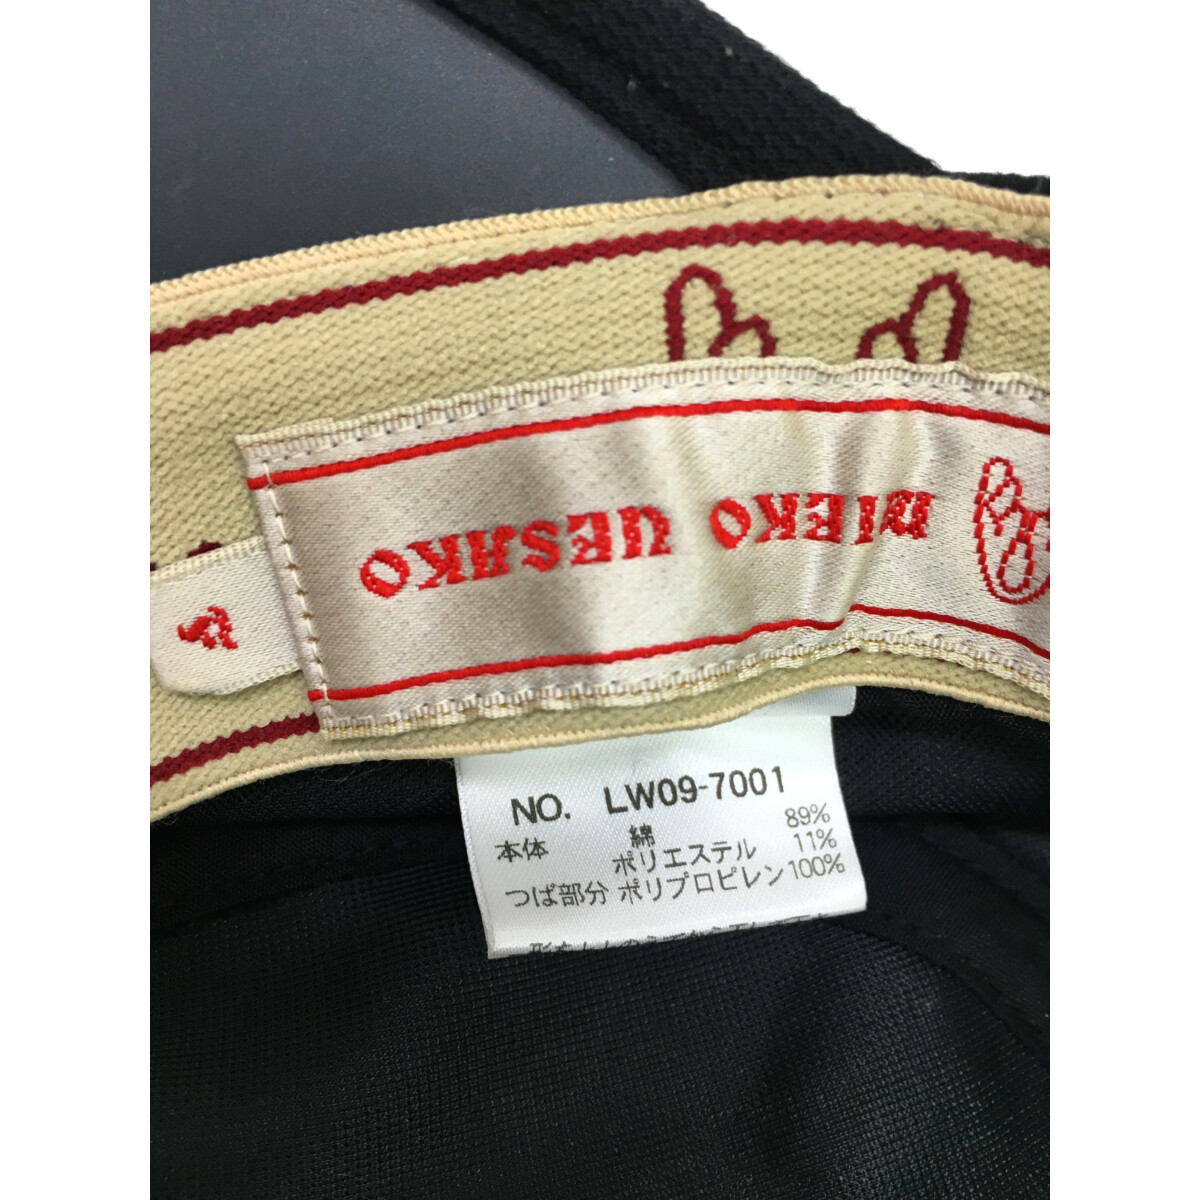 MIEKO UESAKO
NO. LW09-7001
本体 綿 89%
ポリエステル 11%
つば部分 ポリプロピレン 100%